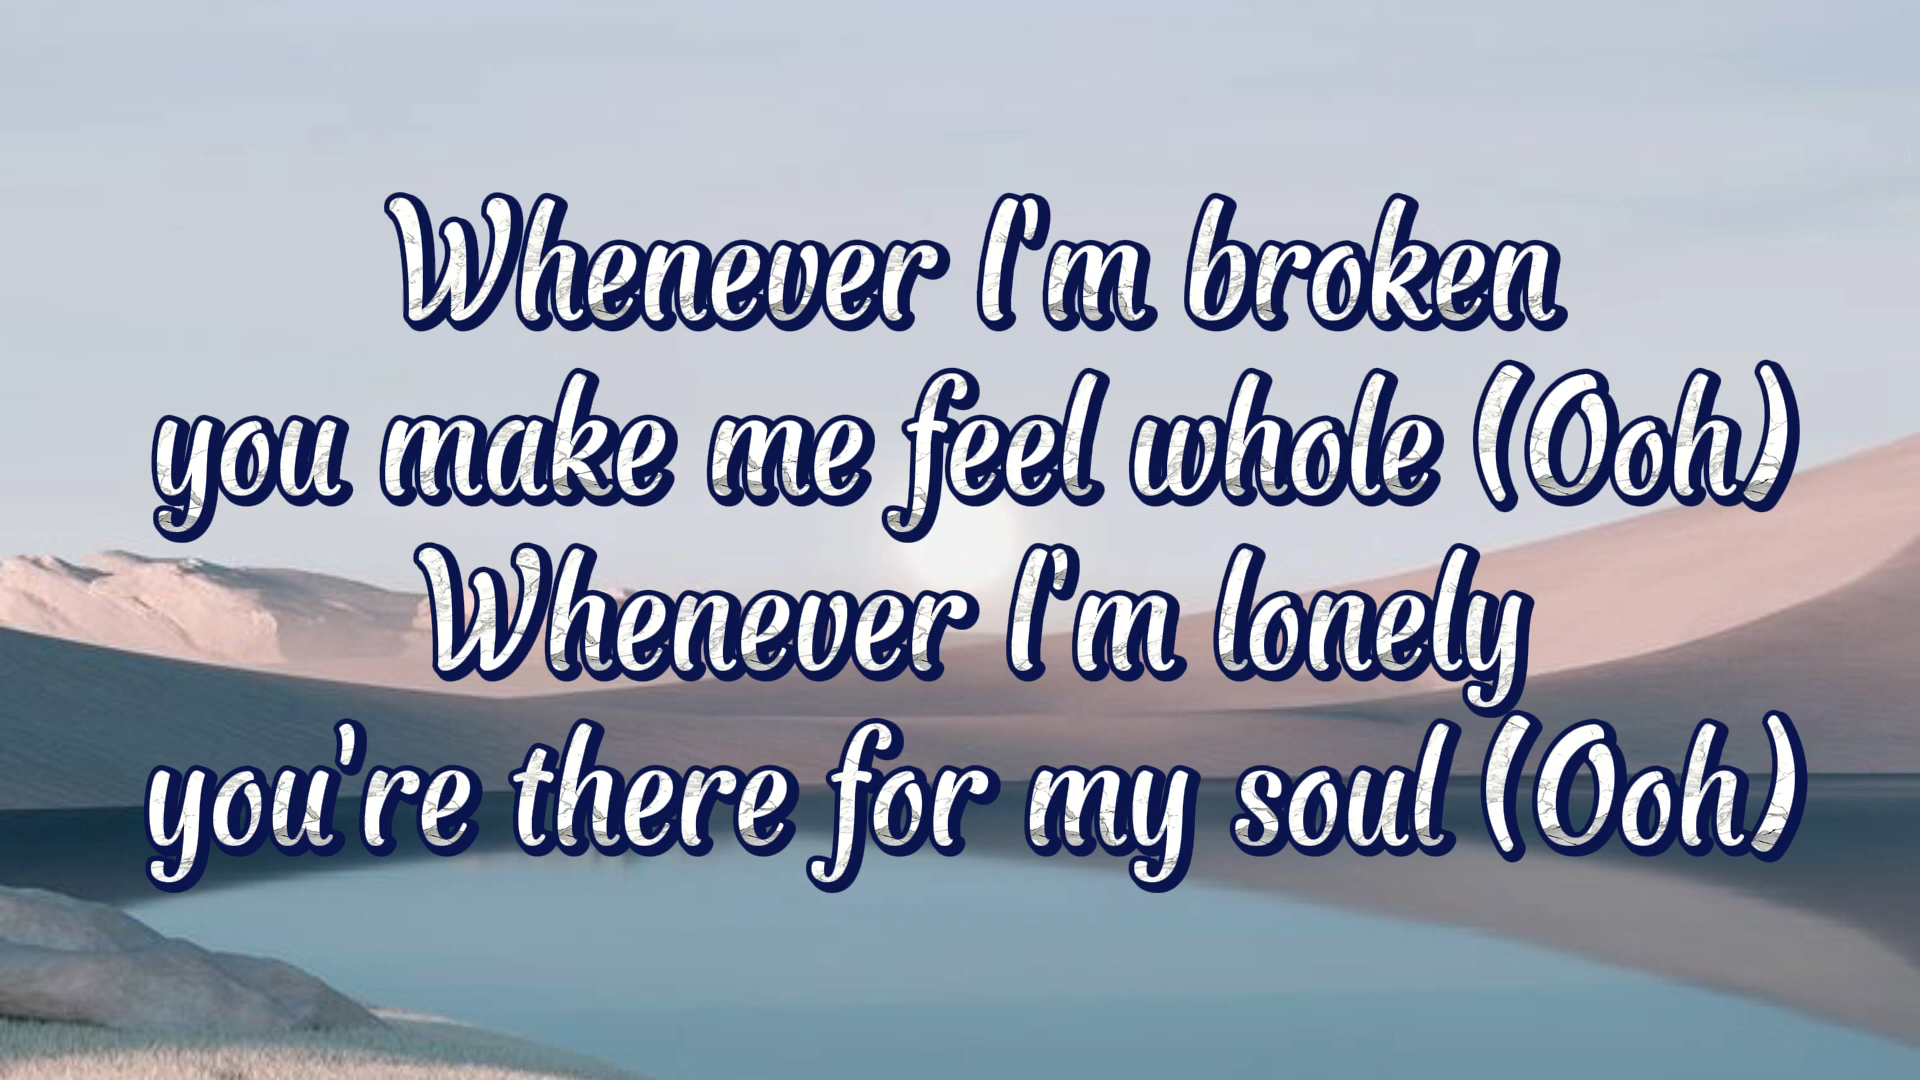 Whenever I'm broken
you make me feel whole (Ooh)
Whenever I'm lonely
you're there for my soul (Ooh)